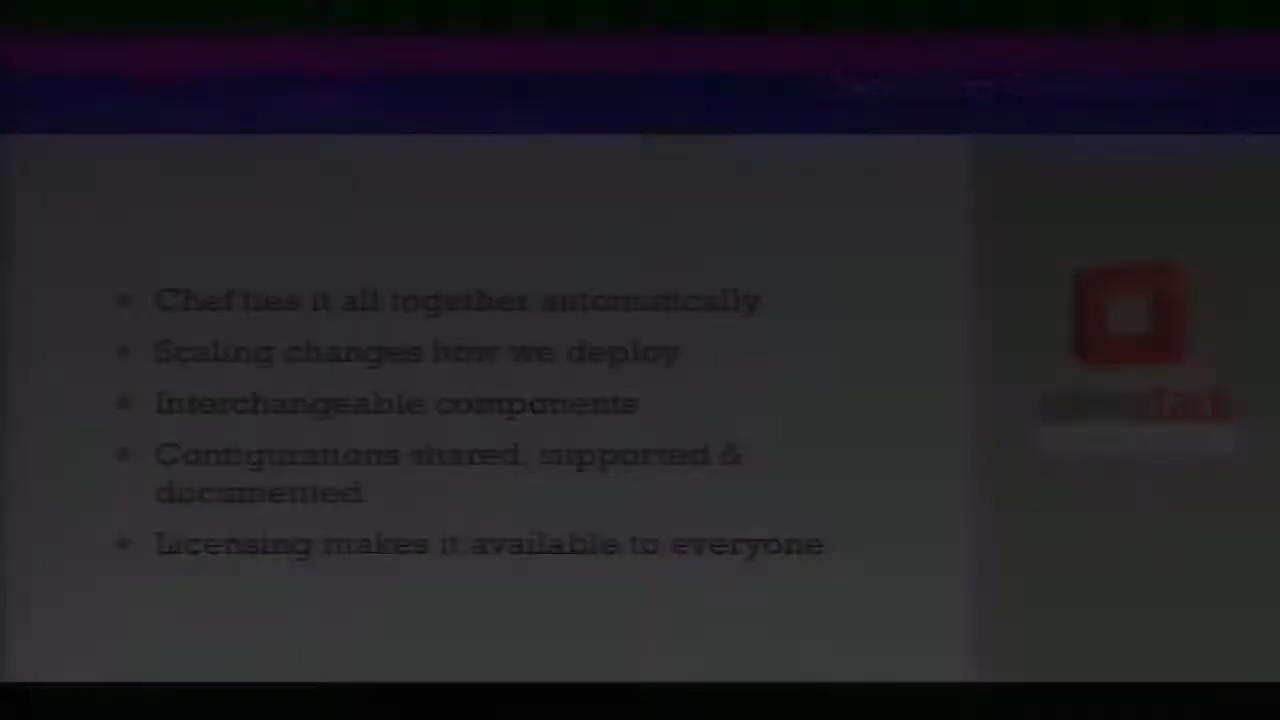 Chef ties it all together automatically
Scaling changes how we deploy
Interchangeable components
Configurations shared, supported &
documented
Licensing makes it available to everyone
openstack